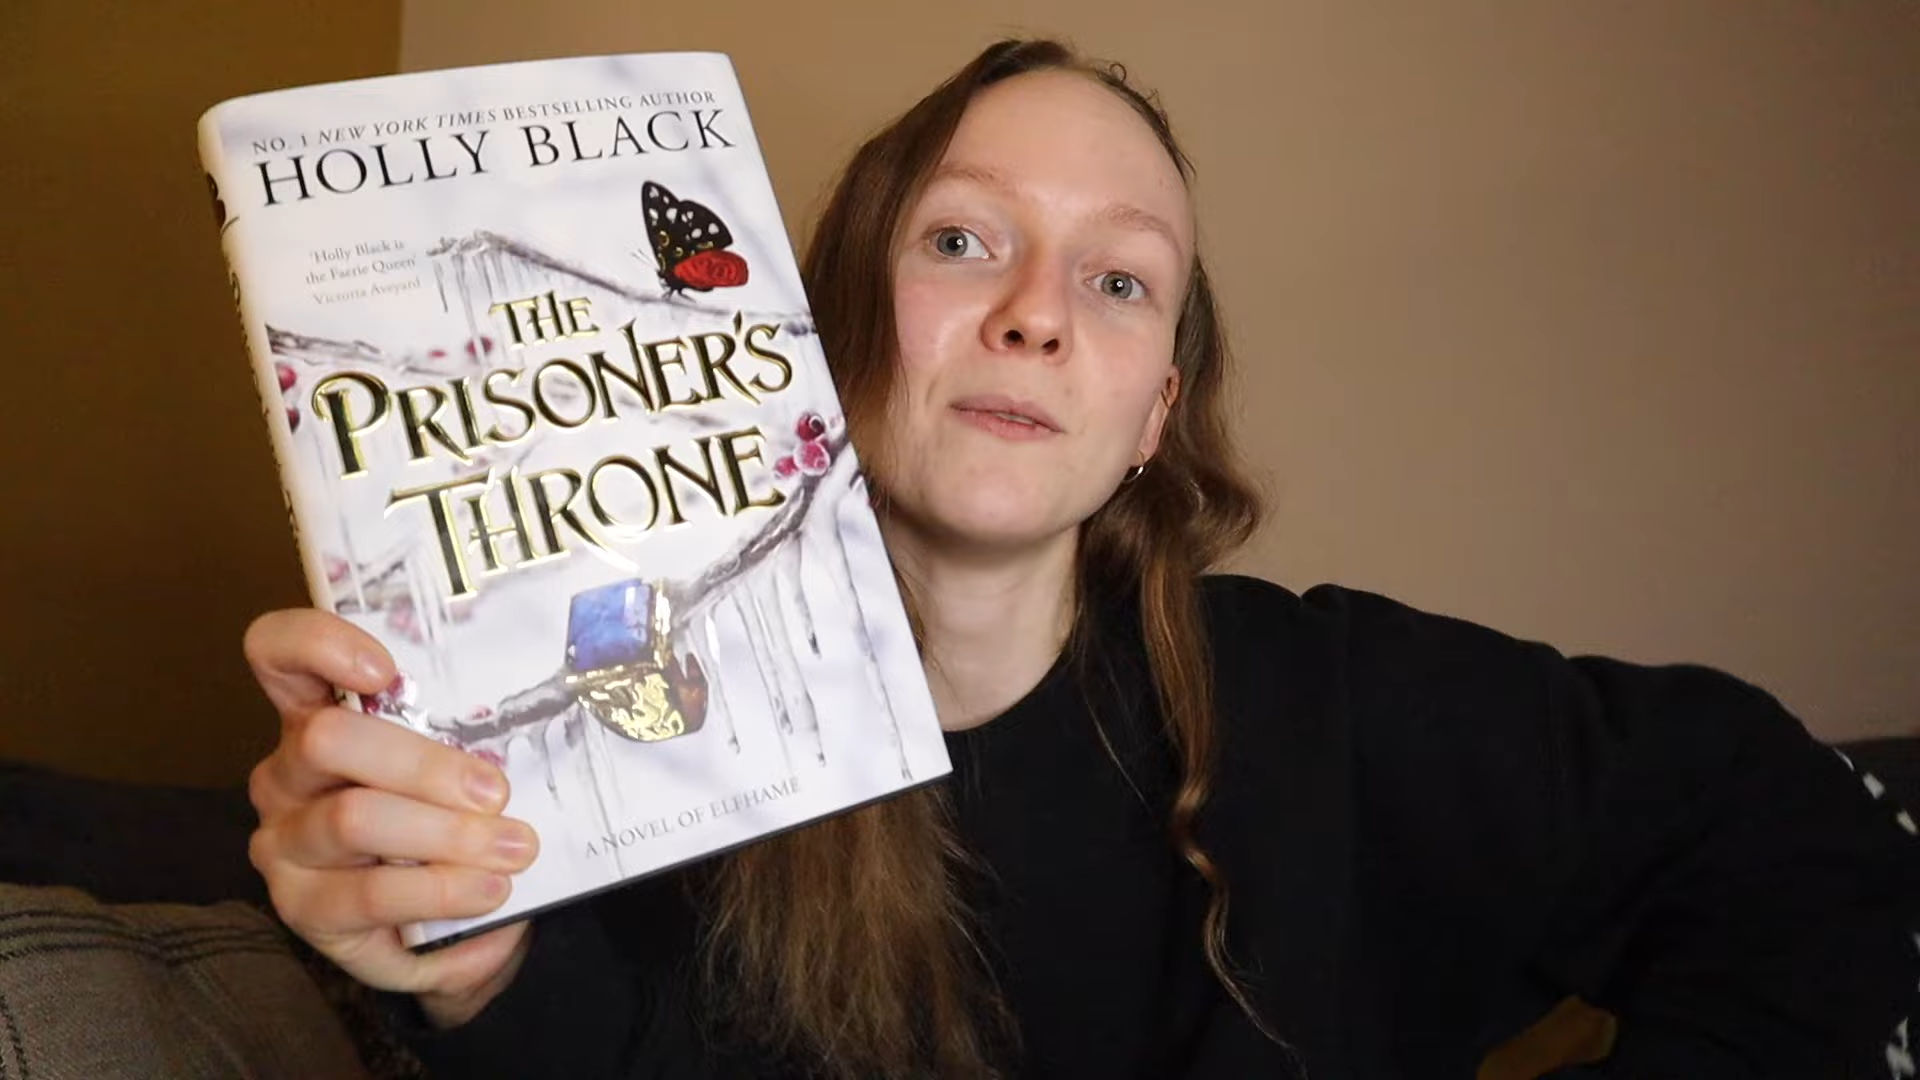 NO. 1 NEW YORK TIMES BESTSELLING AUTHOR
HOLLY BLACK
'Holly Black is
the Faerie Queen'
Victoria Aveyard
THE
PRISONER'S
THRONE
A NOVEL OF ELFHAME